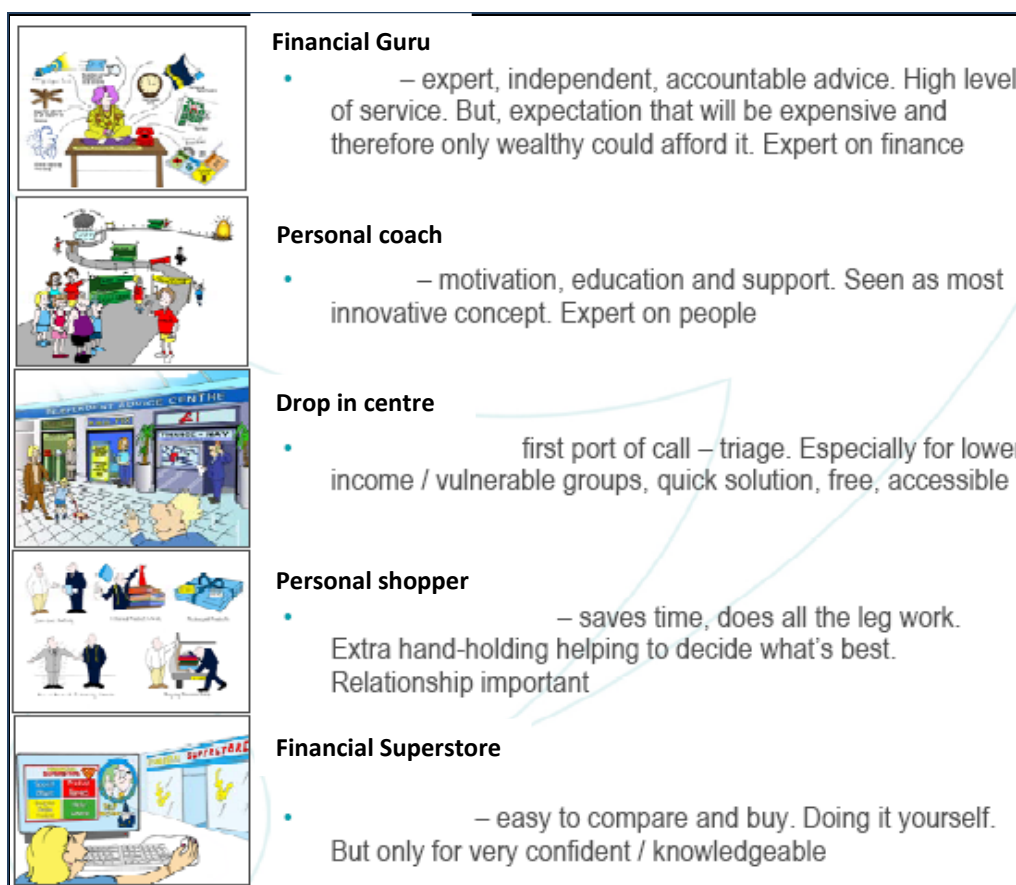 Financial Guru
• – expert, independent, accountable advice. High level
of service. But, expectation that will be expensive and
therefore only wealthy could afford it. Expert on finance
Personal coach
• – motivation, education and support. Seen as most
innovative concept. Expert on people
INDEPENDENT ADVICE CENTRE
Drop in centre
• first port of call – triage. Especially for lower
income / vulnerable groups, quick solution, free, accessible
Personal shopper
• – saves time, does all the leg work.
Extra hand-holding helping to decide what's best.
Relationship important
Financial Superstore
• – easy to compare and buy. Doing it yourself.
But only for very confident / knowledgeable